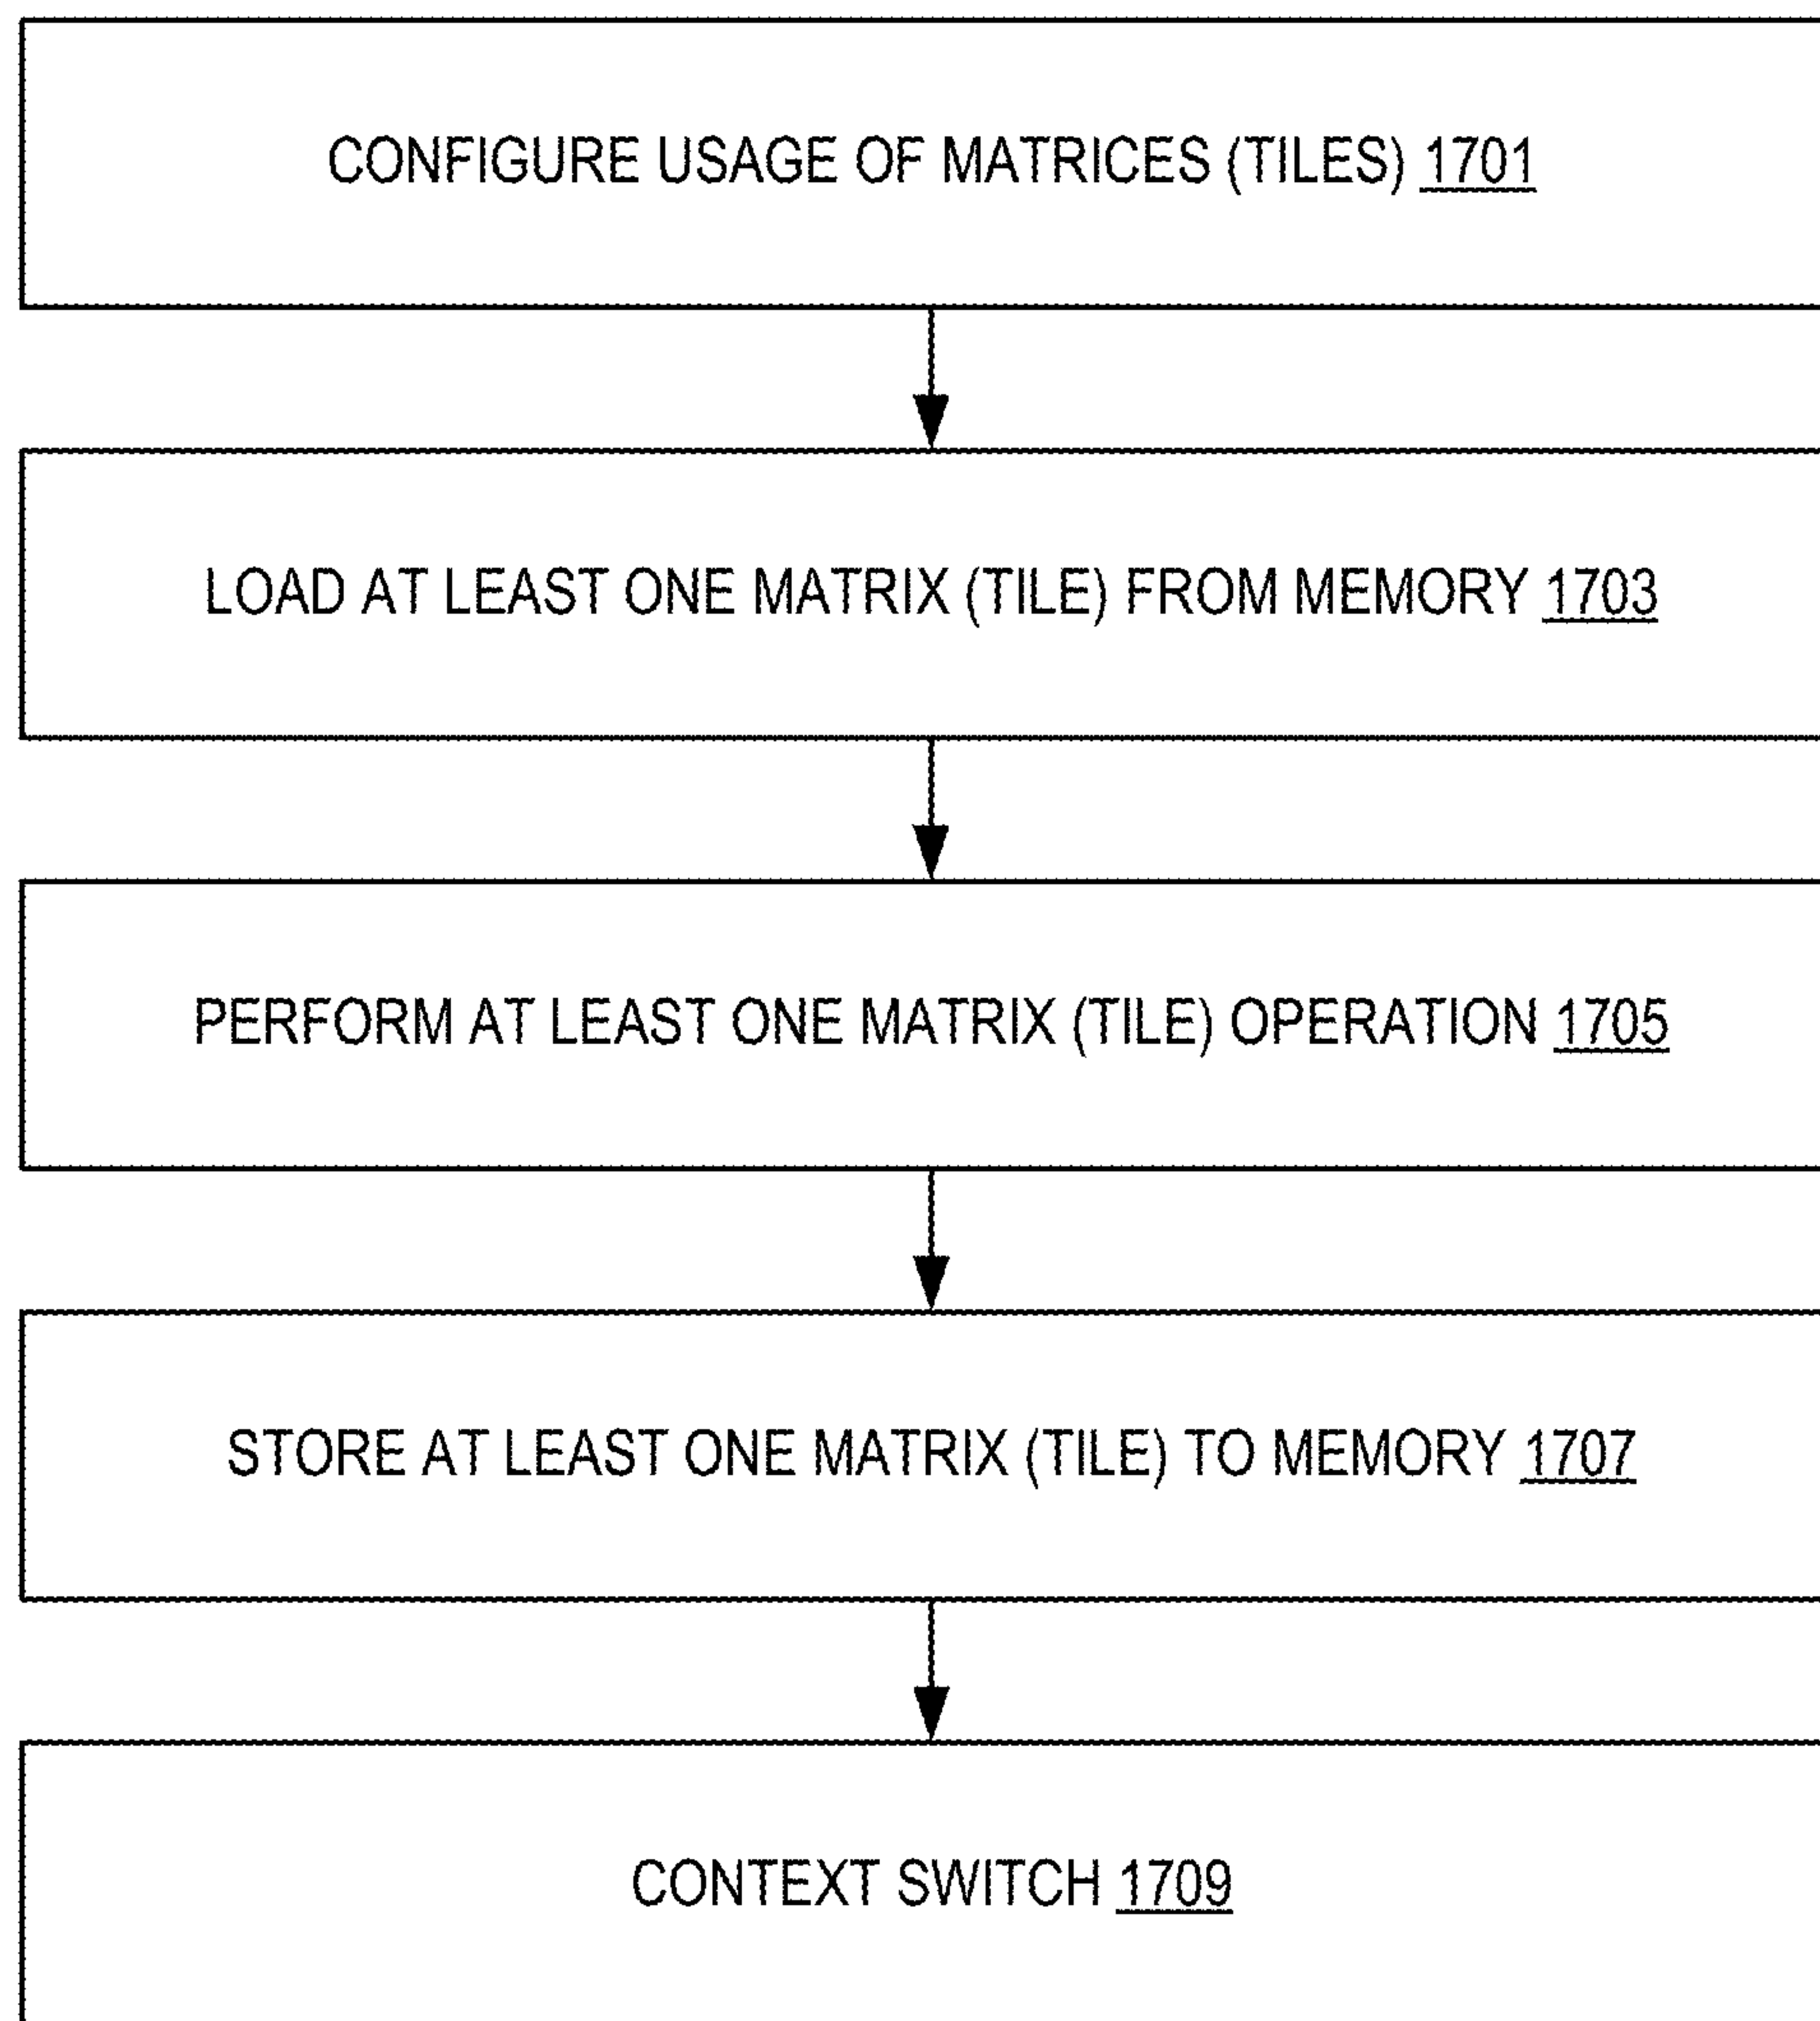 CONFIGURE USAGE OF MATRICES (TILES) 1701
LOAD AT LEAST ONE MATRIX (TILE) FROM MEMORY 1703
PERFORM AT LEAST ONE MATRIX (TILE) OPERATION 1705
STORE AT LEAST ONE MATRIX (TILE) TO MEMORY 1707
CONTEXT SWITCH 1709